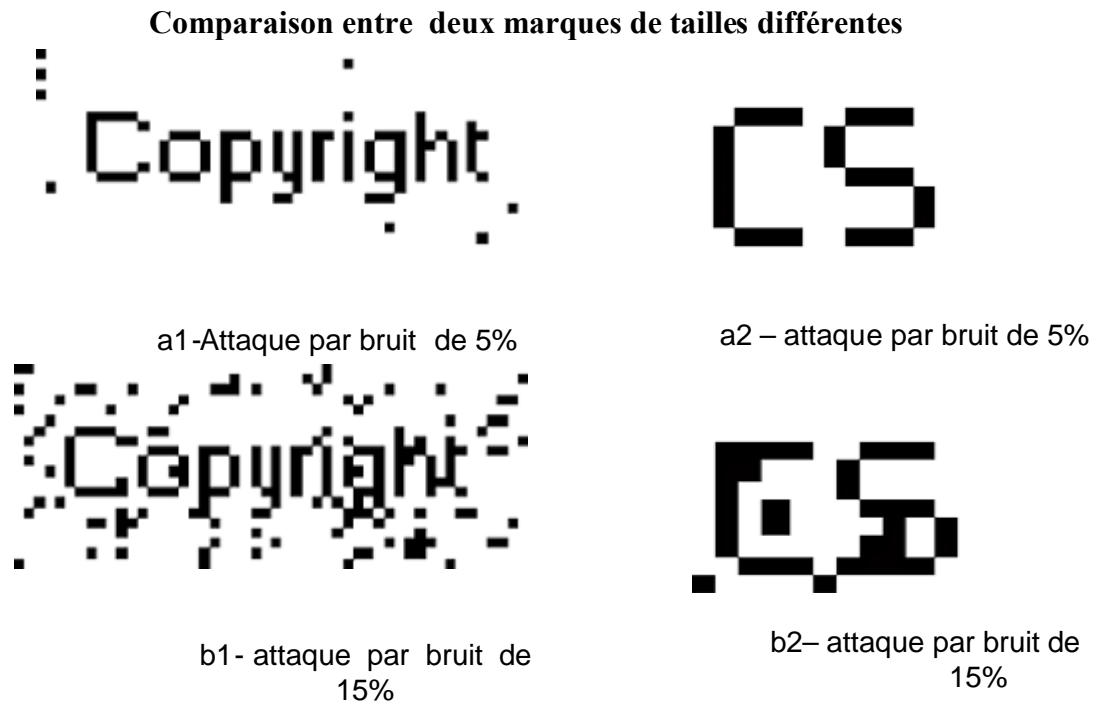 Comparaison entre deux marques de tailles différentes
Copyright
CS
a1-Attaque par bruit de 5%
a2 – attaque par bruit de 5%
Copyright
CS
b1- attaque par bruit de
15%
b2– attaque par bruit de
15%